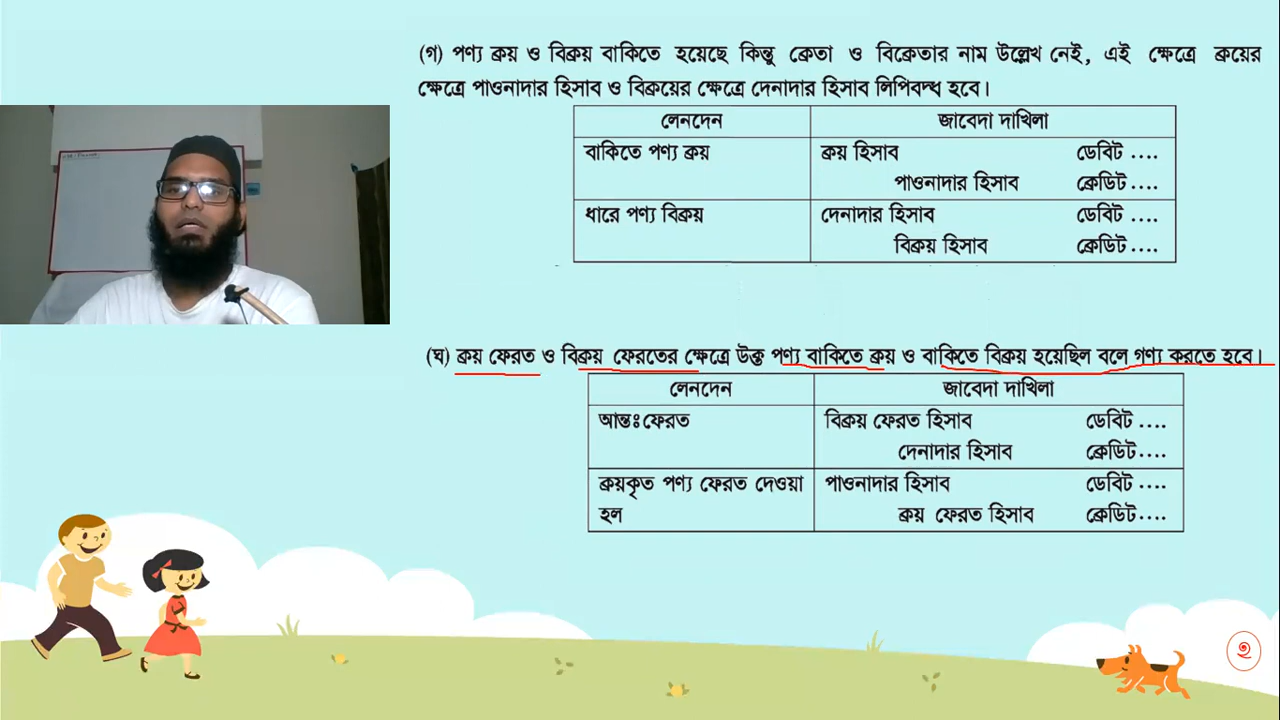 (গ) পণ্য ক্রয় ও বিক্রয় বাকিতে হয়েছে কিন্তু ক্রেতা ও বিক্রেতার নাম উল্লেখ নেই, এই ক্ষেত্রে ক্রয়ের
ক্ষেত্রে পাওনাদার হিসাব ও বিক্রয়ের ক্ষেত্রে দেনাদার হিসাব লিপিবদ্ধ হবে।
লেনদেন জাবেদা দাখিলা
বাকিতে পণ্য ক্রয় ক্রয় হিসাব ডেবিট ....
পাওনাদার হিসাব ক্রেডিট ....
ধারে পণ্য বিক্রয় দেনাদার হিসাব ডেবিট ....
বিক্রয় হিসাব ক্রেডিট ....
(ঘ) ক্রয় ফেরত ও বিক্রয় ফেরতের ক্ষেত্রে উক্ত পণ্য বাকিতে ক্রয় ও বাকিতে বিক্রয় হয়েছিল বলে গণ্য করতে হবে।
লেনদেন জাবেদা দাখিলা
আন্তঃফেরত বিক্রয় ফেরত হিসাব ডেবিট ....
দেনাদার হিসাব ক্রেডিট....
ক্রয়কৃত পণ্য ফেরত দেওয়া পাওনাদার হিসাব ডেবিট ....
হল ক্রয় ফেরত হিসাব ক্রেডিট....